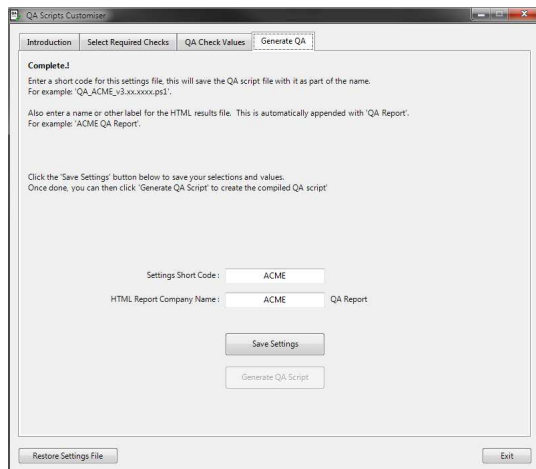 QA Scripts Customiser
Introduction
Select Required Checks
QA Check Values
Generate QA
Complete.!
Enter a short code for this settings file, this will save the QA script file with it as part of the name.
For example: 'QA_ACME_v3.xx.xxxx.ps1'.
Also enter a name or other label for the HTML results file. This is automatically appended with 'QA Report'.
For example: 'ACME QA Report'.
Click the 'Save Settings' button below to save your selections and values.
Once done, you can then click 'Generate QA Script' to create the compiled QA script'
Settings Short Code : ACME
HTML Report Company Name : ACME QA Report
Save Settings
Generate QA Script
Restore Settings File
Exit